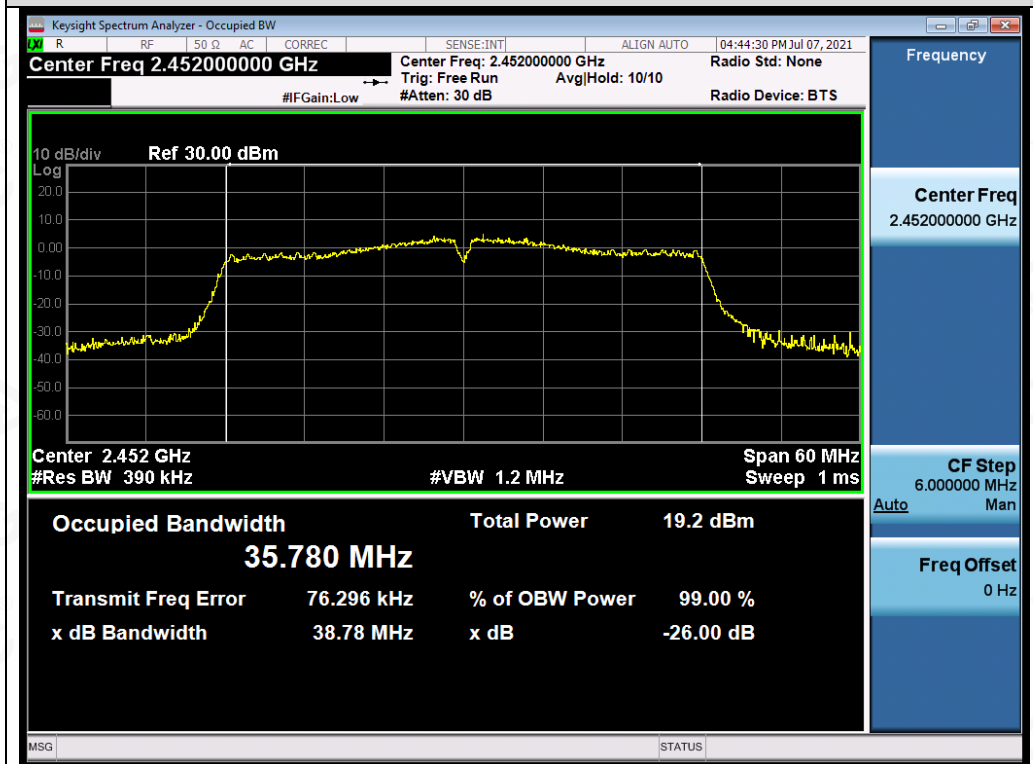 Keysight Spectrum Analyzer - Occupied BW
LXI R RF 50 Ω AC CORREC SENSE:INT ALIGN AUTO 04:44:30 PM Jul 07, 2021
Center Freq 2.452000000 GHz
Center Freq: 2.452000000 GHz
Radio Std: None
Trig: Free Run Avg|Hold: 10/10
#IFGain:Low
#Atten: 30 dB
Radio Device: BTS
10 dB/div Ref 30.00 dBm
Log
20.0
10.0
0.00
-10.0
-20.0
-30.0
-40.0
-50.0
-60.0
Center 2.452 GHz Span 60 MHz
#Res BW 390 kHz #VBW 1.2 MHz Sweep 1 ms
Occupied Bandwidth Total Power 19.2 dBm
35.780 MHz
Transmit Freq Error 76.296 kHz % of OBW Power 99.00 %
x dB Bandwidth 38.78 MHz x dB -26.00 dB
MSG STATUS
Frequency
Center Freq
2.452000000 GHz
CF Step
6.000000 MHz
Auto Man
Freq Offset
0 Hz